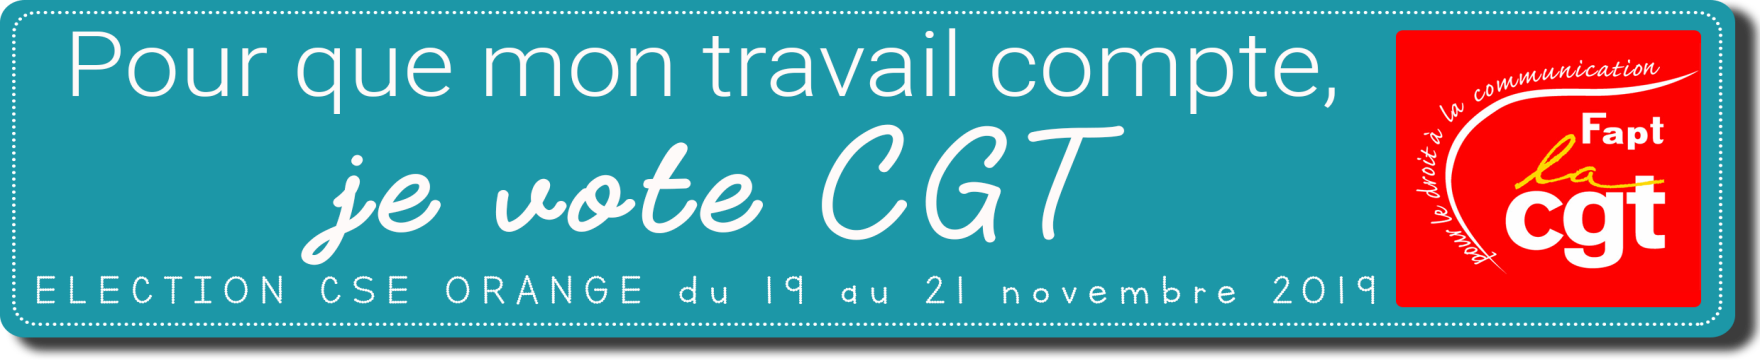 Pour que mon travail compte,
je vote CGT
ELECTION CSE ORANGE du 19 au 21 novembre 2019
pour le droit à la communication
Fapt
la
cgt